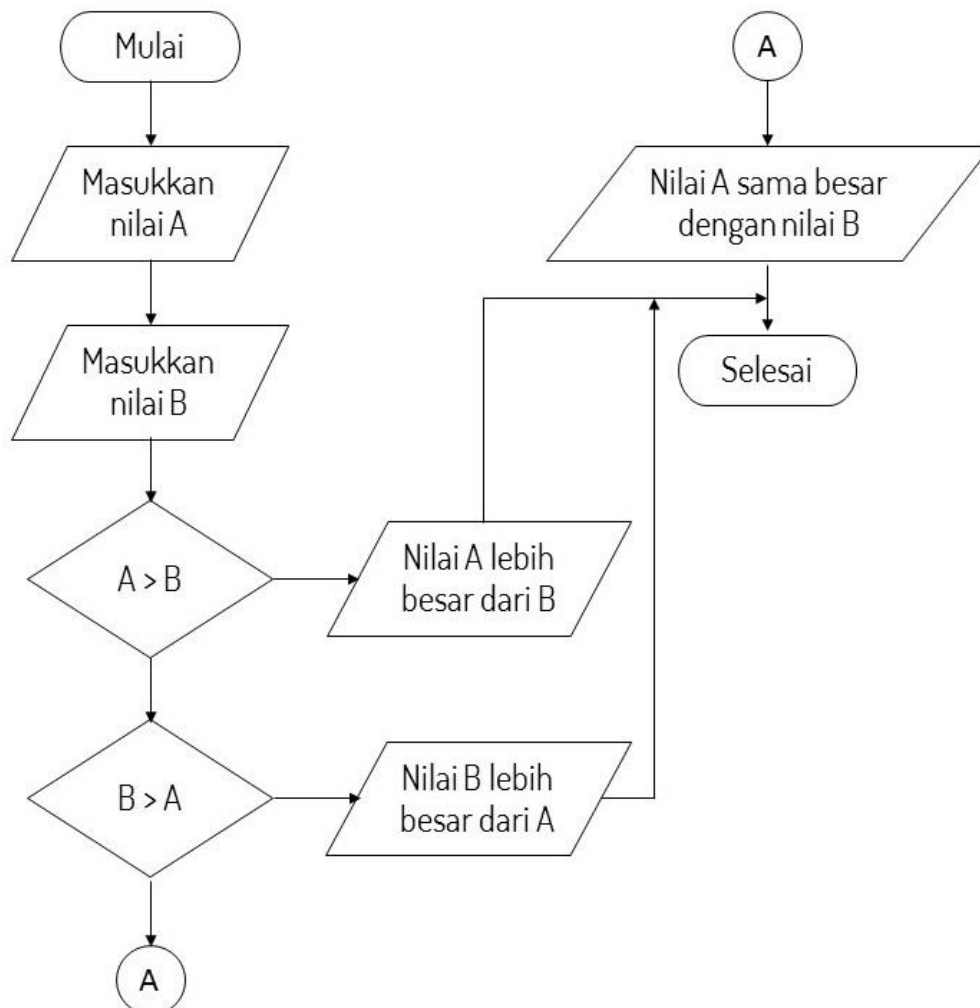 Mulai
Masukkan
nilai A
Masukkan
nilai B
A > B
Nilai A lebih
besar dari B
B > A
Nilai B lebih
besar dari A
A
A
Nilai A sama besar
dengan nilai B
Selesai